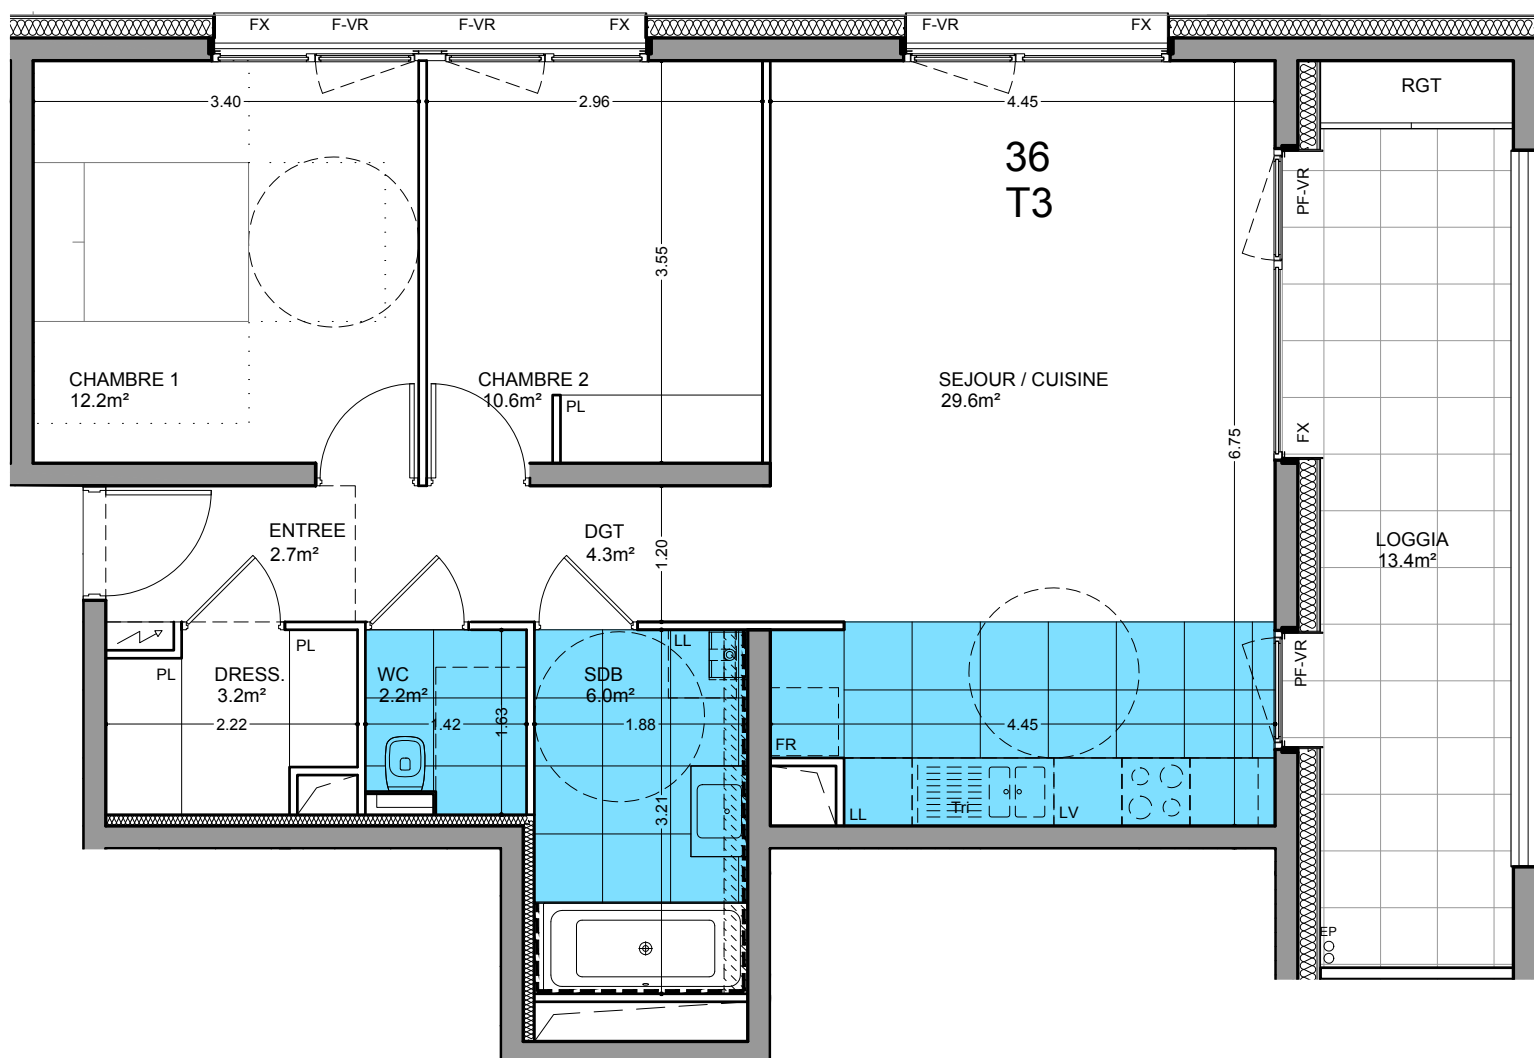 FX
F-VR
F-VR
FX
F-VR
FX
3.40
2.96
4.45
RGT
36
T3
PF-VR
3.55
CHAMBRE 1
12.2m²
CHAMBRE 2
10.6m²
PL
SEJOUR / CUISINE
29.6m²
6.75
FX
ENTREE
2.7m²
DGT
4.3m²
1.20
LOGGIA
13.4m²
PL
PL
DRESS.
3.2m²
2.22
WC
2.2m²
1.42
1.63
SDB
6.0m²
LL
1.88
3.21
4.45
FR
PF-VR
LL
Tri
LV
EP